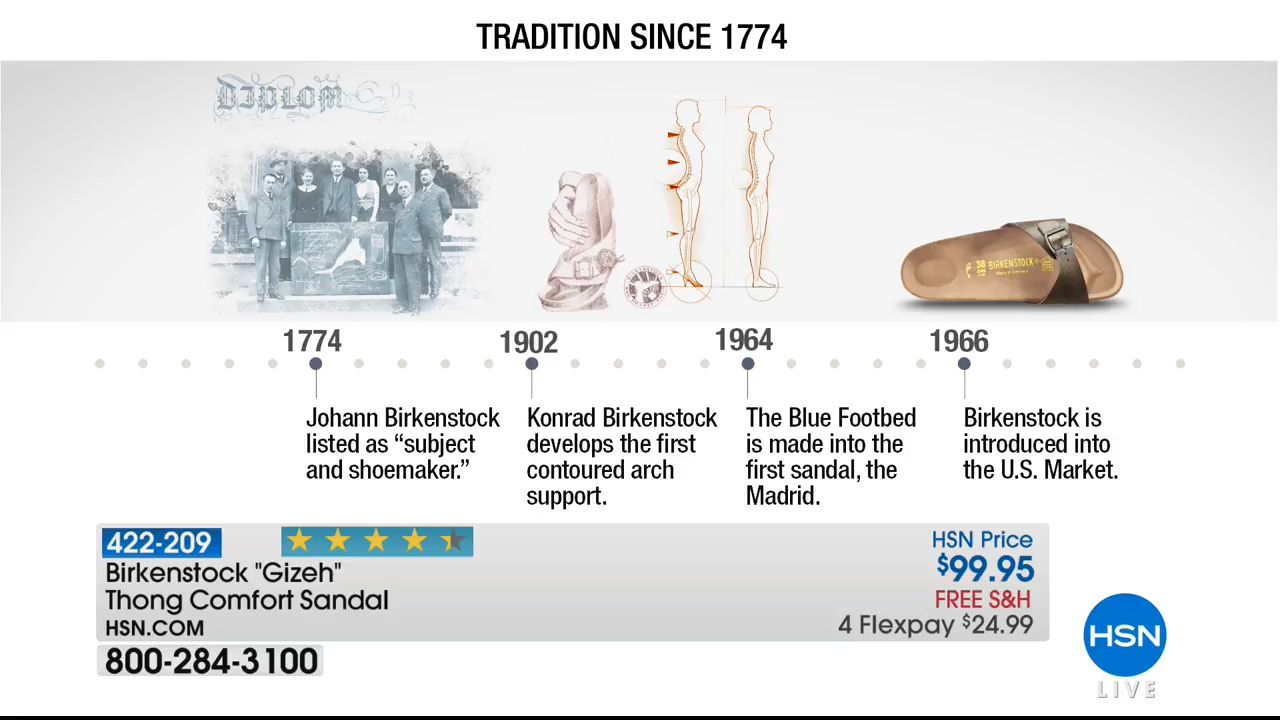 TRADITION SINCE 1774
Diplom
38
BIRKENSTOCK
1774
1902
1964
1966
Johann Birkenstock
listed as “subject
and shoemaker.”
Konrad Birkenstock
develops the first
contoured arch
support.
The Blue Footbed
is made into the
first sandal, the
Madrid.
Birkenstock is
introduced into
the U.S. Market.
422-209
Birkenstock "Gizeh"
Thong Comfort Sandal
HSN.COM
800-284-3100
HSN Price
$99.95
FREE S&H
4 Flexpay $24.99
HSN
LIVE